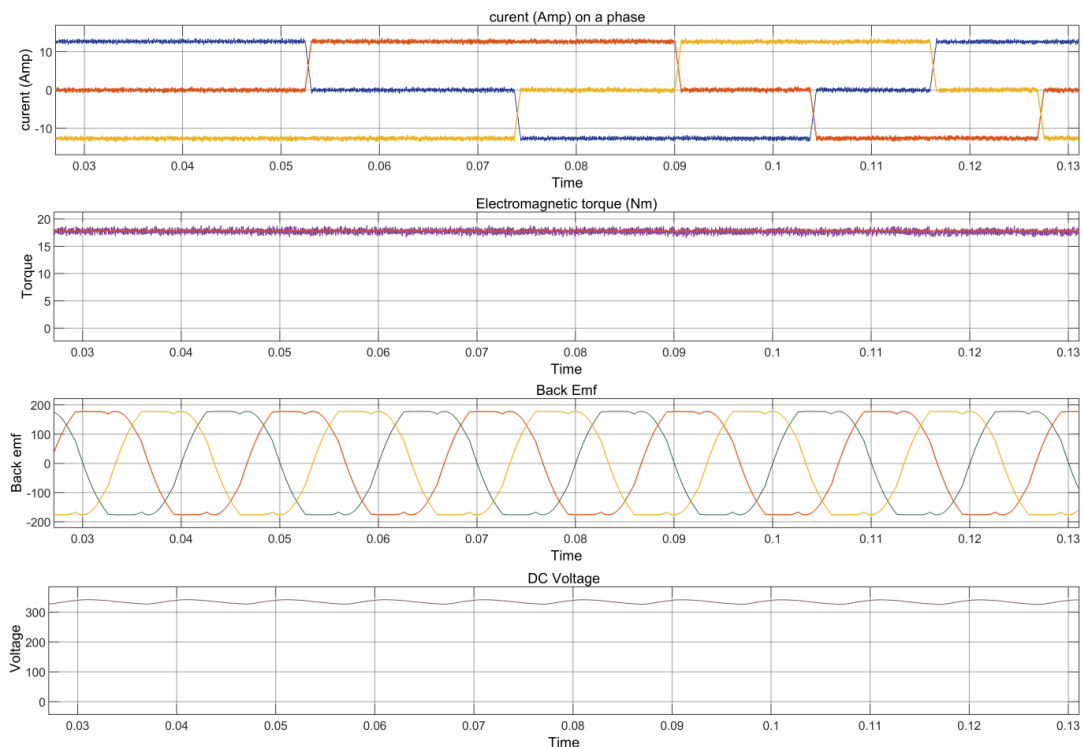 curent (Amp) on a phase
curent (Amp)
10
0
-10
0.03 0.04 0.05 0.06 0.07 0.08 0.09 0.1 0.11 0.12 0.13
Time
Electromagnetic torque (Nm)
Torque
20
15
10
5
0
0.03 0.04 0.05 0.06 0.07 0.08 0.09 0.1 0.11 0.12 0.13
Time
Back Emf
Back emf
200
100
0
-100
-200
0.03 0.04 0.05 0.06 0.07 0.08 0.09 0.1 0.11 0.12 0.13
Time
DC Voltage
Voltage
300
200
100
0
0.03 0.04 0.05 0.06 0.07 0.08 0.09 0.1 0.11 0.12 0.13
Time